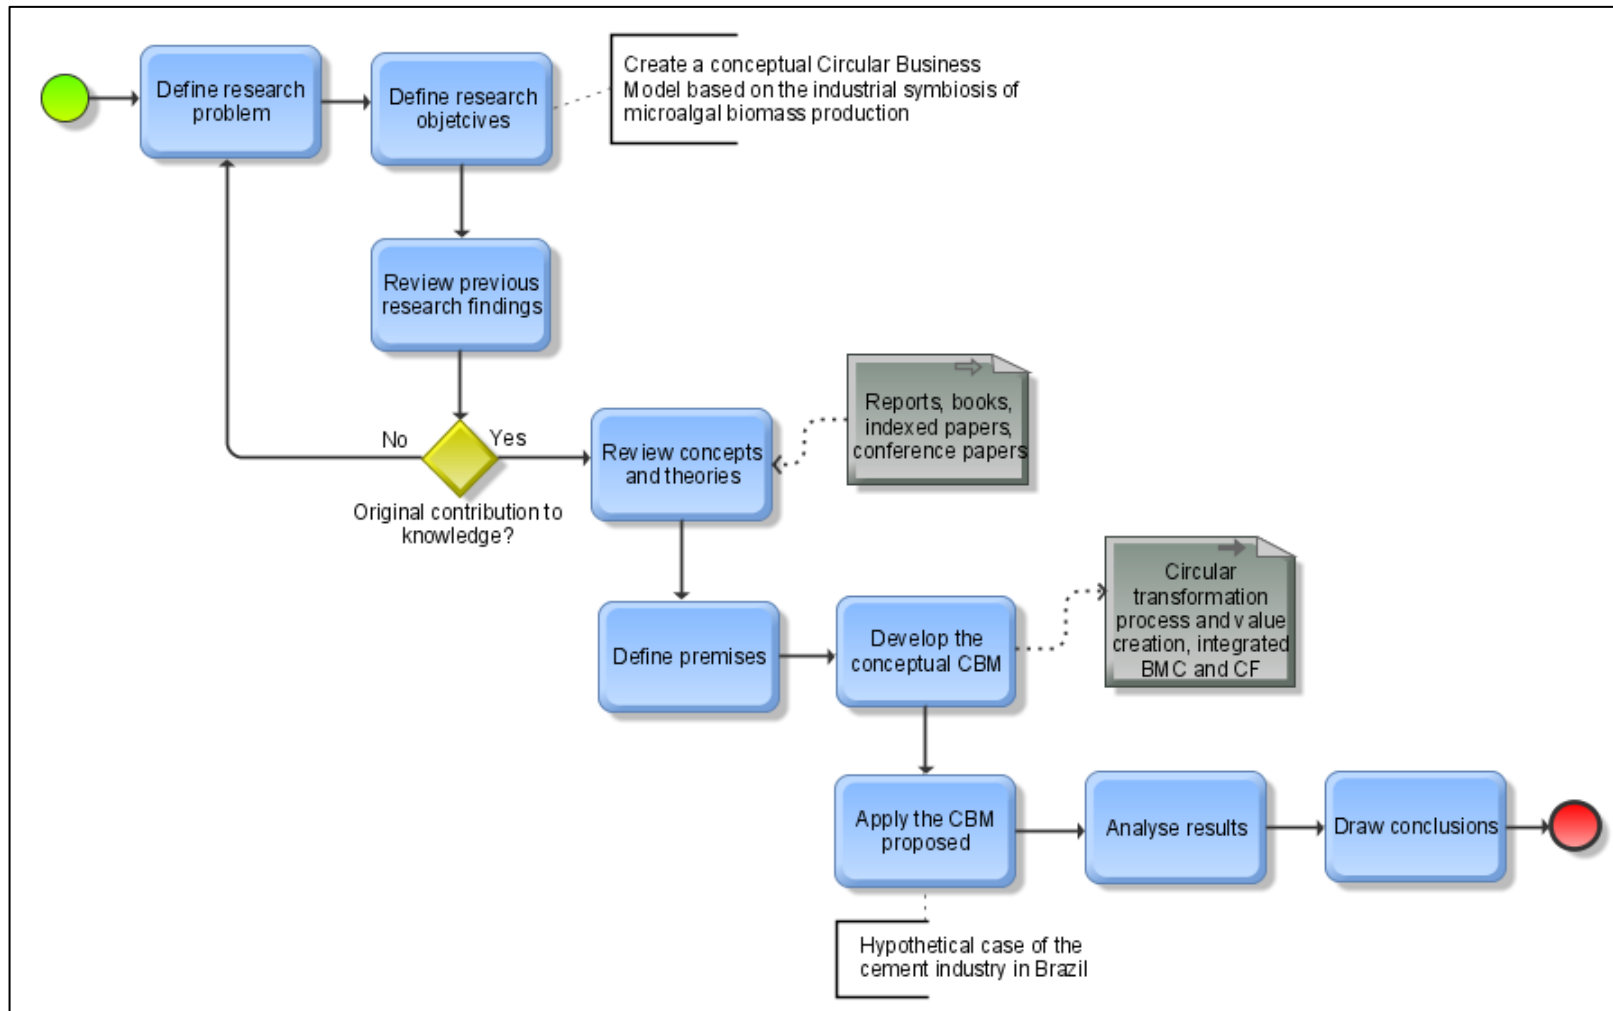 Define research
problem
Define research
objetcives
Create a conceptual Circular Business
Model based on the industrial symbiosis of
microalgal biomass production
Review previous
research findings
No
Yes
Original contribution to
knowledge?
Review concepts
and theories
Reports, books,
indexed papers,
conference papers
Define premises
Develop the
conceptual CBM
Circular
transformation
process and value
creation, integrated
BMC and CF
Apply the CBM
proposed
Analyse results
Draw conclusions
Hypothetical case of the
cement industry in Brazil